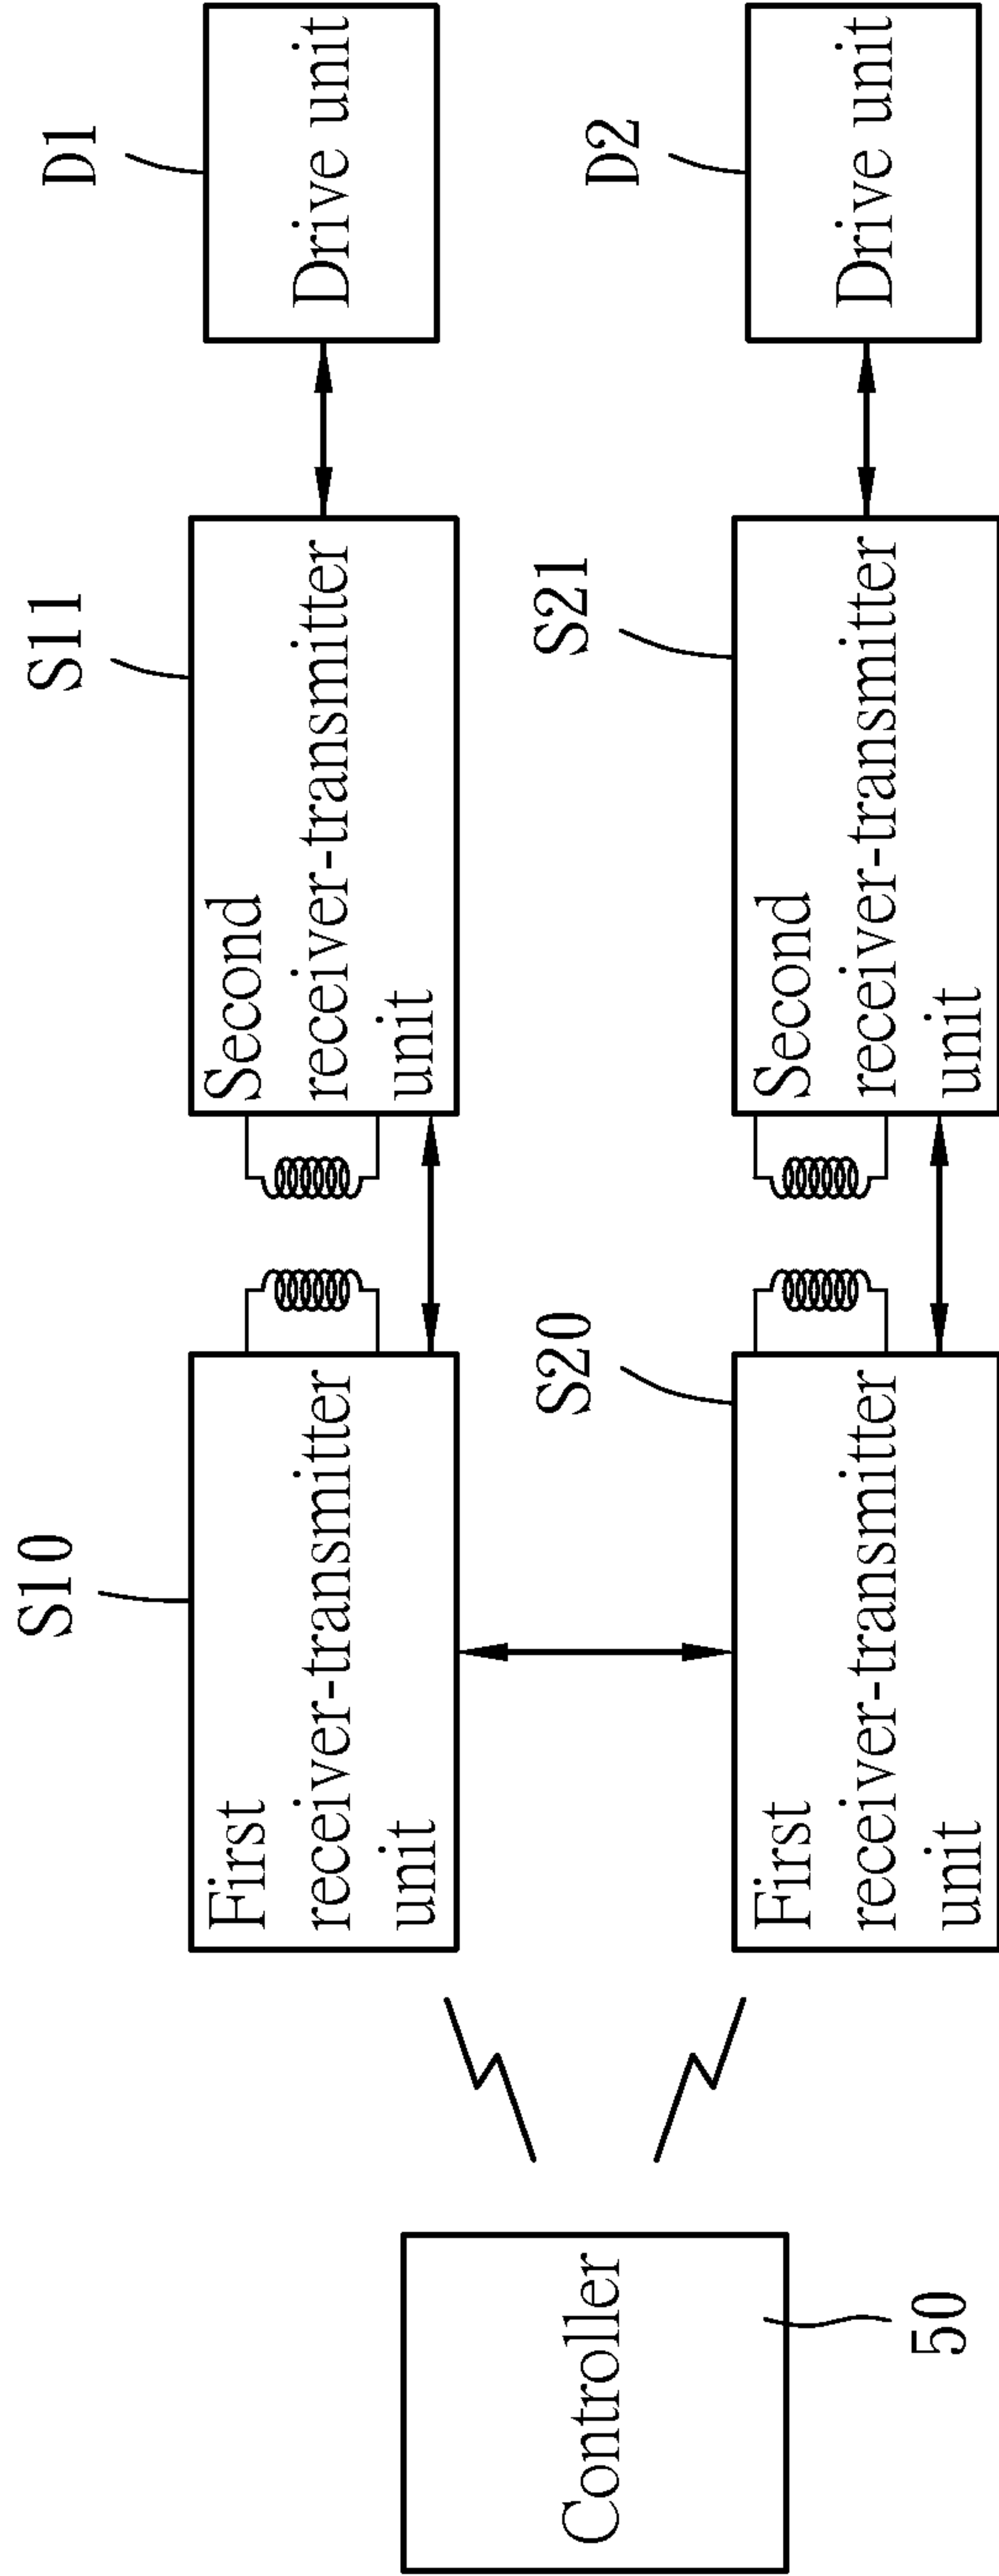 S10
First
receiver-transmitter
unit
S11
Second
receiver-transmitter
unit
D1
Drive unit
Controller
50
S20
First
receiver-transmitter
unit
S21
Second
receiver-transmitter
unit
D2
Drive unit